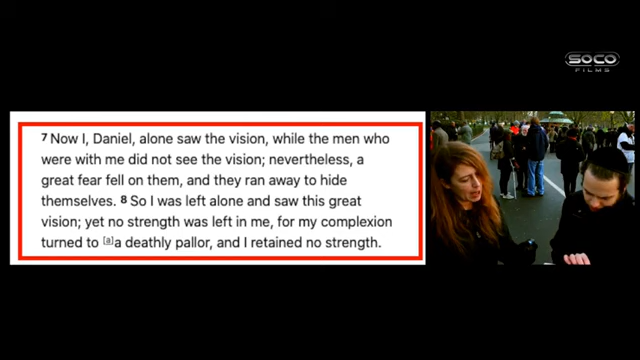 SOCO
FILMS
7 Now I, Daniel, alone saw the vision, while the men who
were with me did not see the vision; nevertheless, a
great fear fell on them, and they ran away to hide
themselves. 8 So I was left alone and saw this great
vision; yet no strength was left in me, for my complexion
turned to [a]a deathly pallor, and I retained no strength.